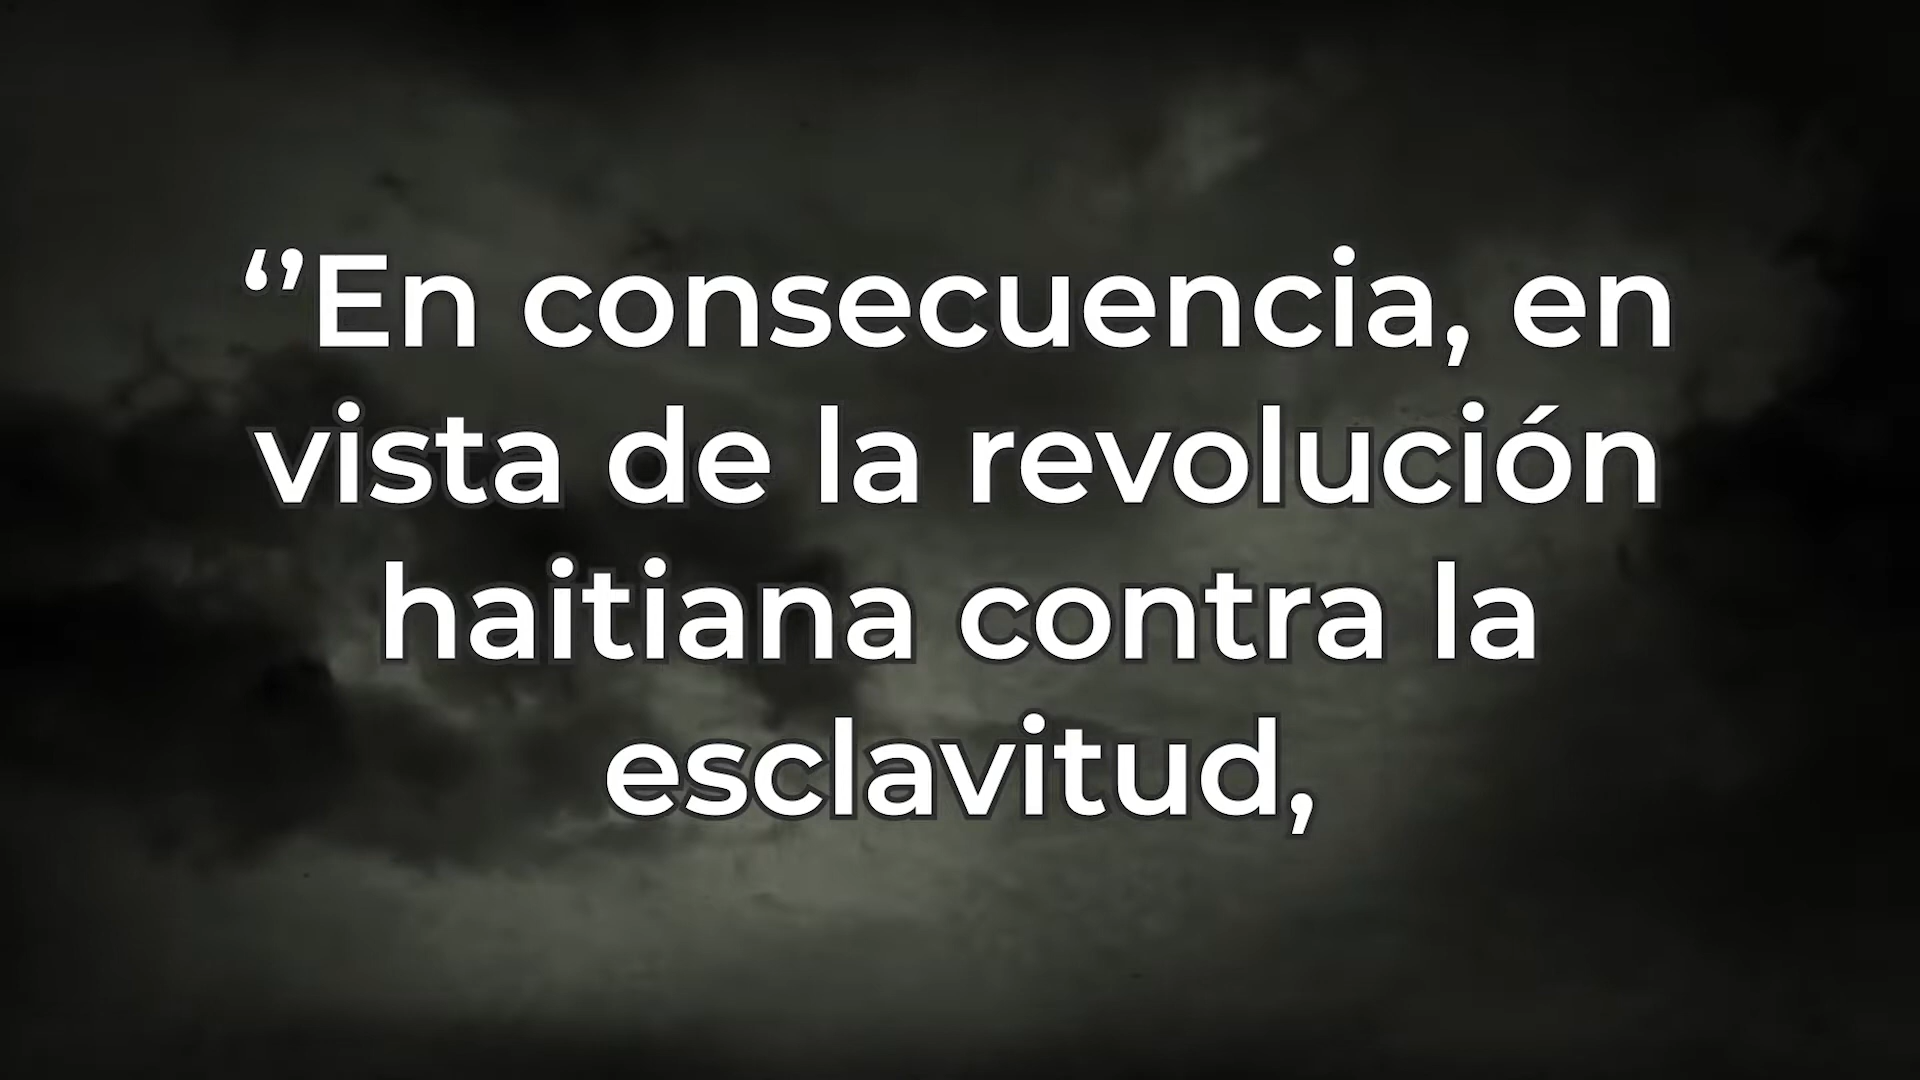 ‘’En consecuencia, en
vista de la revolución
haitiana contra la
esclavitud,